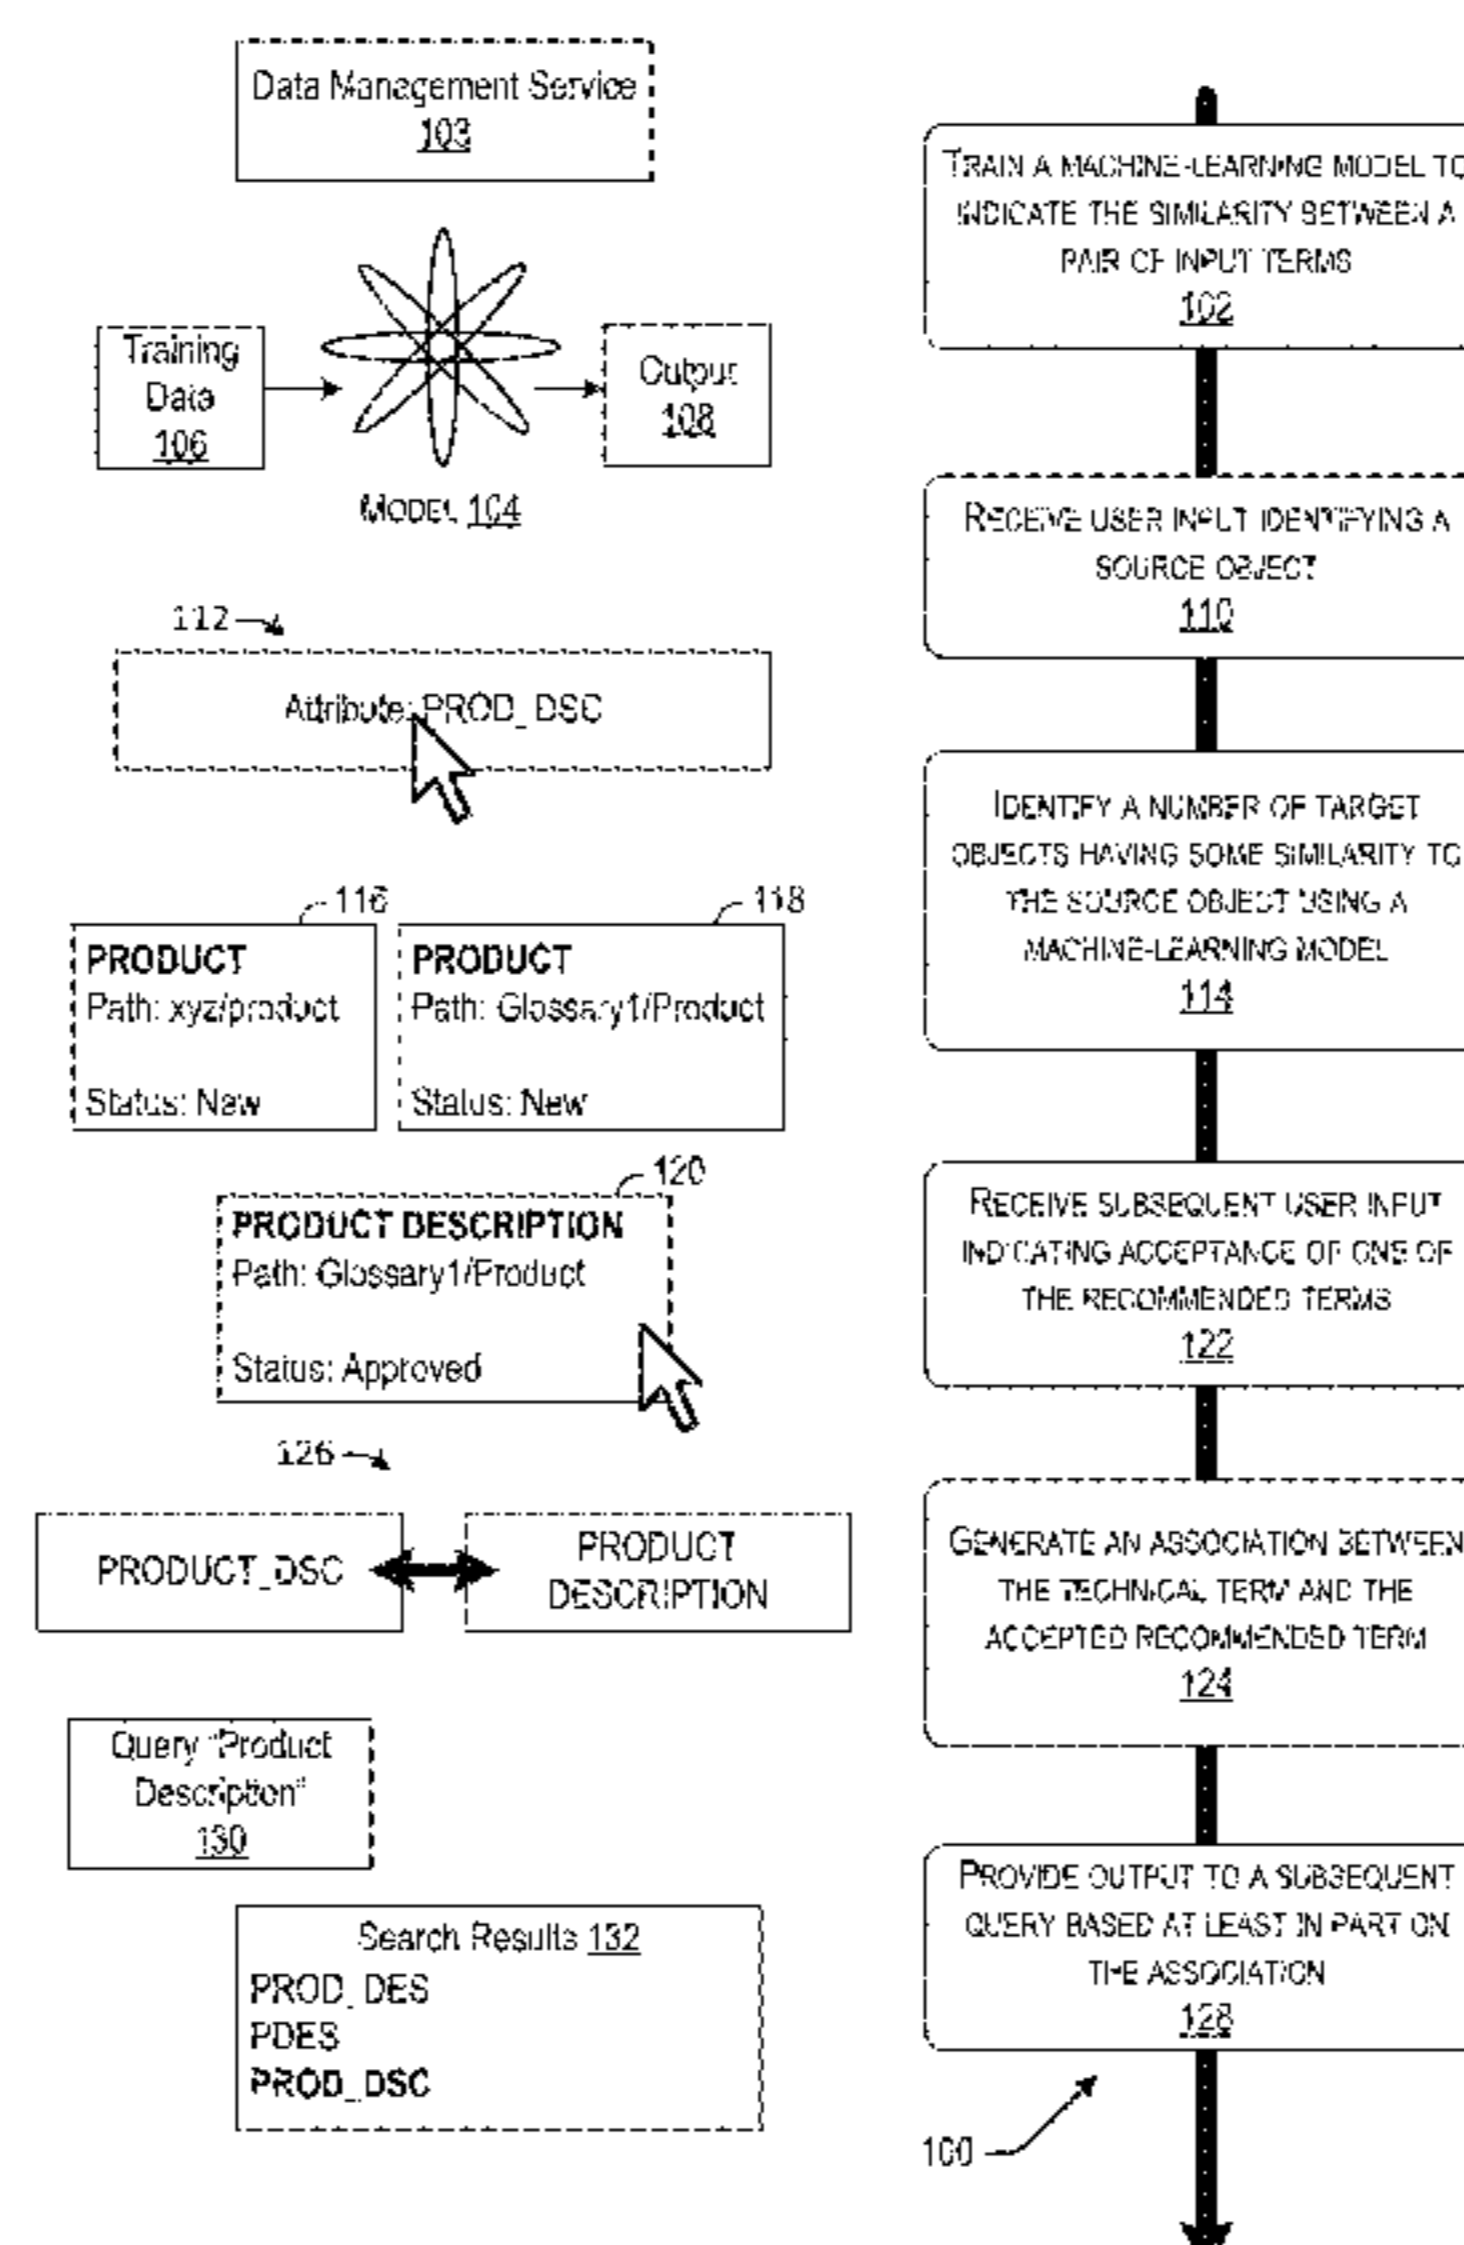 Data Management Service
103
Training
Data
106
Output
108
MODEL 104
112
Attribute: PROD_DSC
116
PRODUCT
Path: xyz/product
Status: New
118
PRODUCT
Path: Glossary1/Product
Status: New
120
PRODUCT DESCRIPTION
Path: Glossary1/Product
Status: Approved
126
PRODUCT_DSC
PRODUCT
DESCRIPTION
Query "Product
Description"
130
Search Results 132
PROD_DES
PDES
PROD_DSC
TRAIN A MACHINE-LEARNING MODEL TO
INDICATE THE SIMILARITY BETWEEN A
PAIR OF INPUT TERMS
102
RECEIVE USER INPUT IDENTIFYING A
SOURCE OBJECT
110
IDENTIFY A NUMBER OF TARGET
OBJECTS HAVING SOME SIMILARITY TO
THE SOURCE OBJECT USING A
MACHINE-LEARNING MODEL
114
RECEIVE SUBSEQUENT USER INPUT
INDICATING ACCEPTANCE OF ONE OF
THE RECOMMENDED TERMS
122
GENERATE AN ASSOCIATION BETWEEN
THE TECHNICAL TERM AND THE
ACCEPTED RECOMMENDED TERM
124
PROVIDE OUTPUT TO A SUBSEQUENT
QUERY BASED AT LEAST IN PART ON
THE ASSOCIATION
128
100